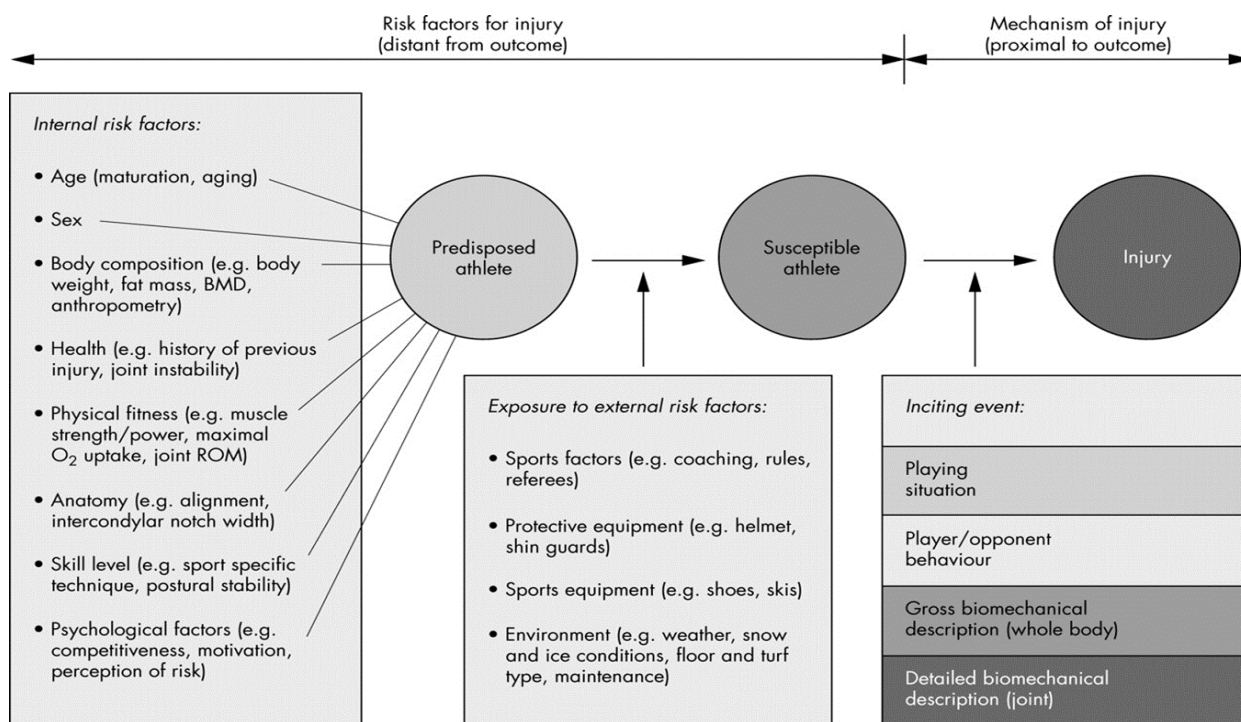 Risk factors for injury
(distant from outcome)
Mechanism of injury
(proximal to outcome)
Internal risk factors:
• Age (maturation, aging)
• Sex
• Body composition (e.g. body
weight, fat mass, BMD,
anthropometry)
• Health (e.g. history of previous
injury, joint instability)
• Physical fitness (e.g. muscle
strength/power, maximal
O₂ uptake, joint ROM)
• Anatomy (e.g. alignment,
intercondylar notch width)
• Skill level (e.g. sport specific
technique, postural stability)
• Psychological factors (e.g.
competitiveness, motivation,
perception of risk)
Predisposed
athlete
Susceptible
athlete
Injury
Exposure to external risk factors:
• Sports factors (e.g. coaching, rules,
referees)
• Protective equipment (e.g. helmet,
shin guards)
• Sports equipment (e.g. shoes, skis)
• Environment (e.g. weather, snow
and ice conditions, floor and turf
type, maintenance)
Inciting event:
Playing
situation
Player/opponent
behaviour
Gross biomechanical
description (whole body)
Detailed biomechanical
description (joint)